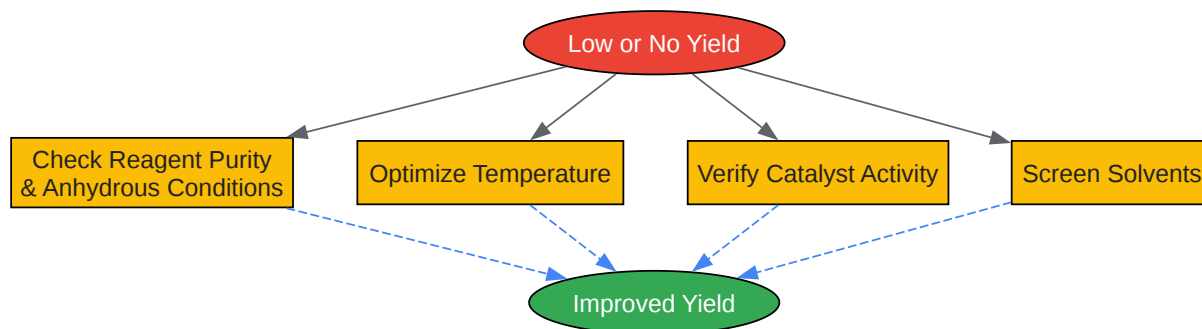 Low or No Yield
Check Reagent Purity
& Anhydrous Conditions
Optimize Temperature
Verify Catalyst Activity
Screen Solvents
Improved Yield